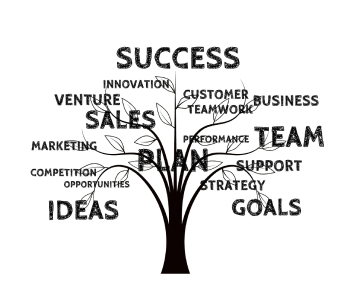 SUCCESS
INNOVATION
CUSTOMER
VENTURE
BUSINESS
TEAMWORK
SALES
PERFORMANCE
TEAM
MARKETING
PLAN
SUPPORT
COMPETITION
OPPORTUNITIES
STRATEGY
IDEAS
GOALS